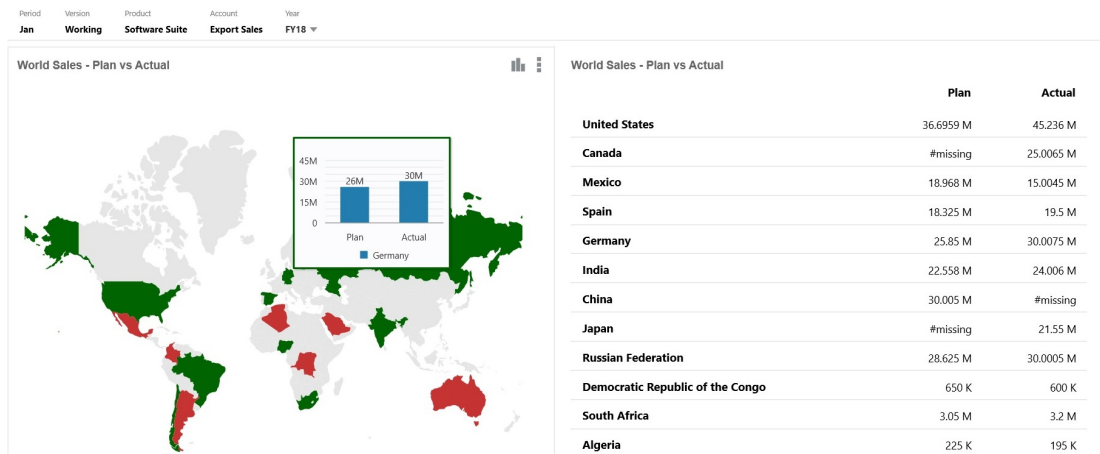 Period Version Product Account Year
Jan Working Software Suite Export Sales FY18
World Sales - Plan vs Actual
45M
30M
15M
0
26M
30M
Plan Actual
Germany
World Sales - Plan vs Actual
Plan Actual
United States 36.6959 M 45.236 M
Canada #missing 25.0065 M
Mexico 18.968 M 15.0045 M
Spain 18.325 M 19.5 M
Germany 25.85 M 30.0075 M
India 22.558 M 24.006 M
China 30.005 M #missing
Japan #missing 21.55 M
Russian Federation 28.625 M 30.0005 M
Democratic Republic of the Congo 650 K 600 K
South Africa 3.05 M 3.2 M
Algeria 225 K 195 K